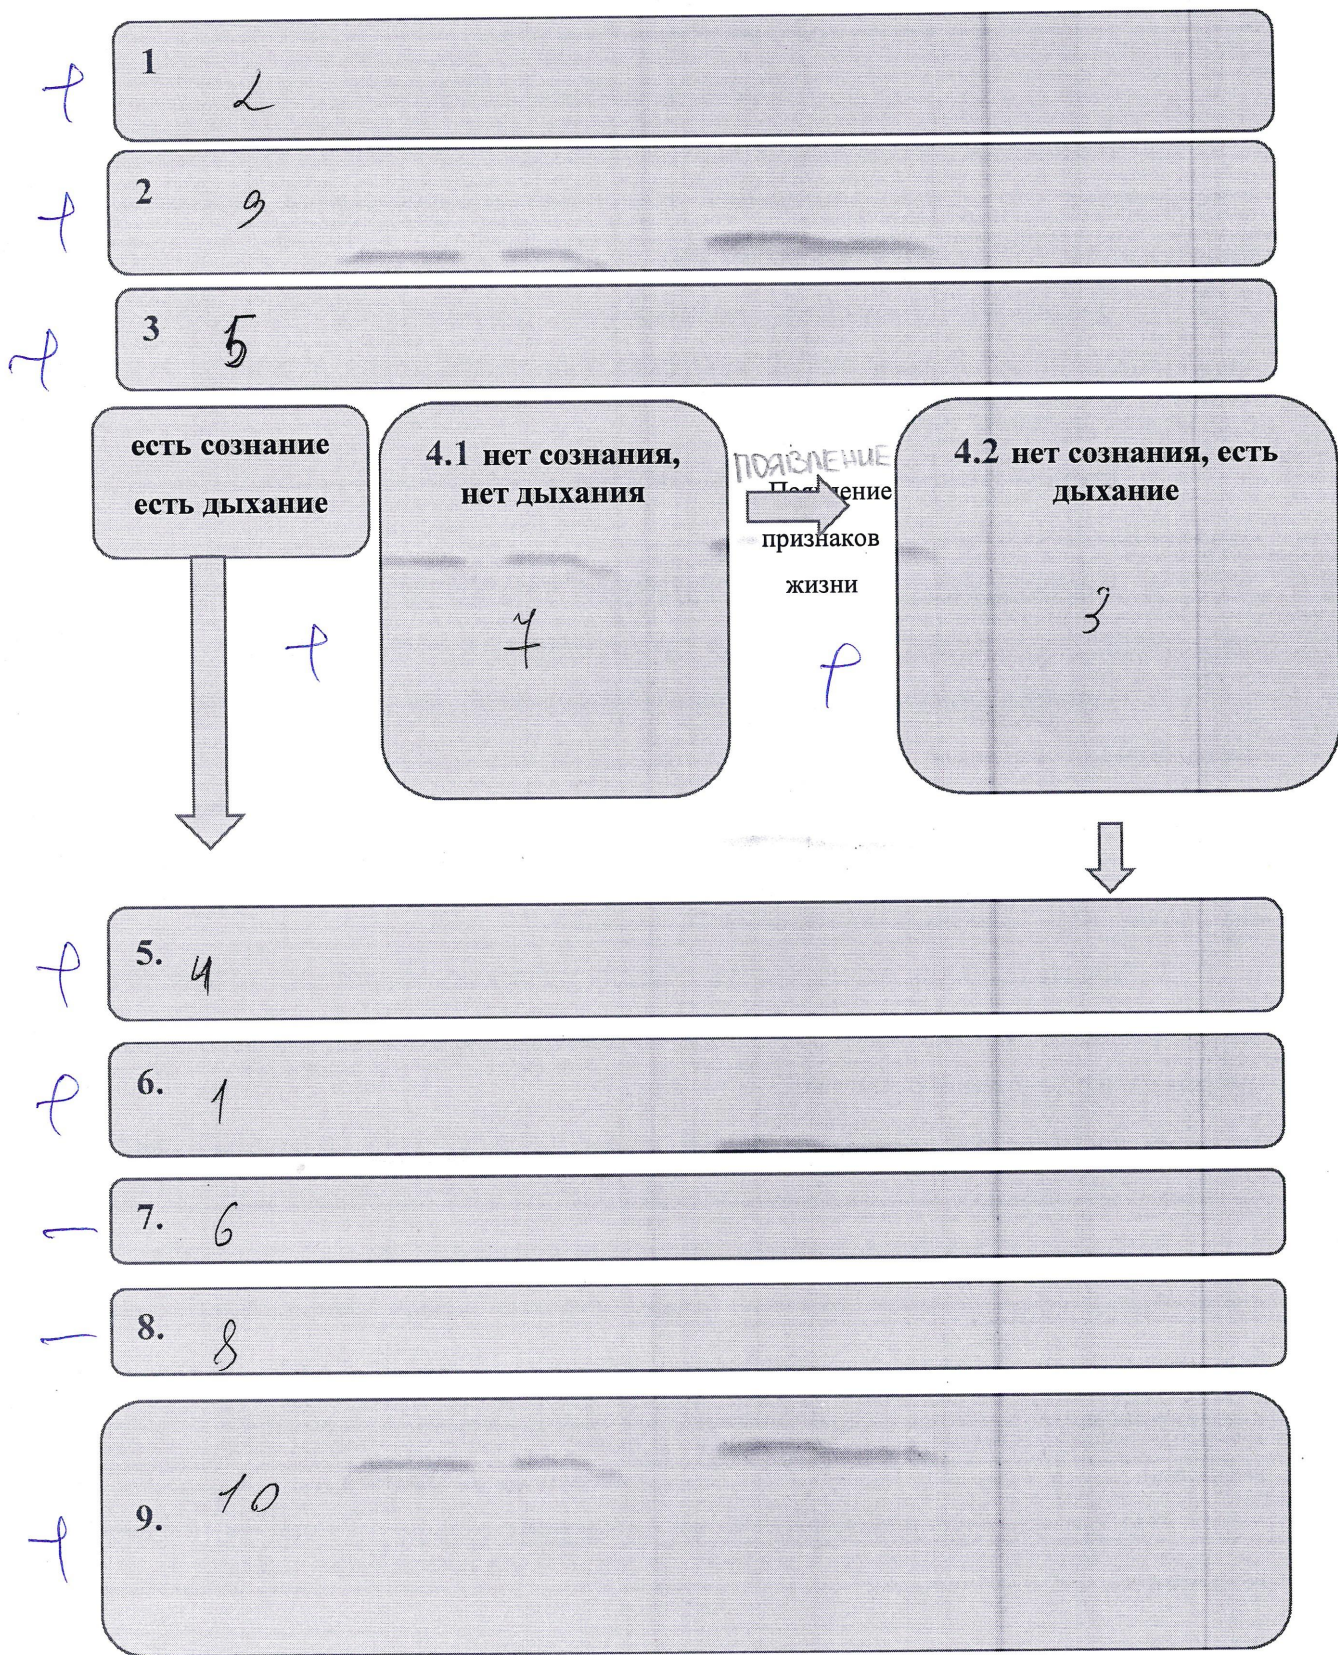 + 1 2
+ 2 9
+ 3 5
есть сознание
есть дыхание
4.1 нет сознания,
нет дыхания
+ 7
ПОЯВЛЕНИЕ
Появление
признаков
жизни
+
4.2 нет сознания, есть
дыхание
3
+ 5. 4
+ 6. 1
- 7. 6
- 8. 8
+ 9. 10